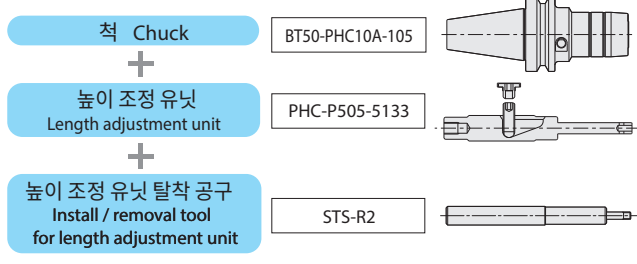 척 Chuck
BT50-PHC10A-105
높이 조정 유닛
Length adjustment unit
PHC-P505-5133
높이 조정 유닛 탈착 공구
Install / removal tool
for length adjustment unit
STS-R2